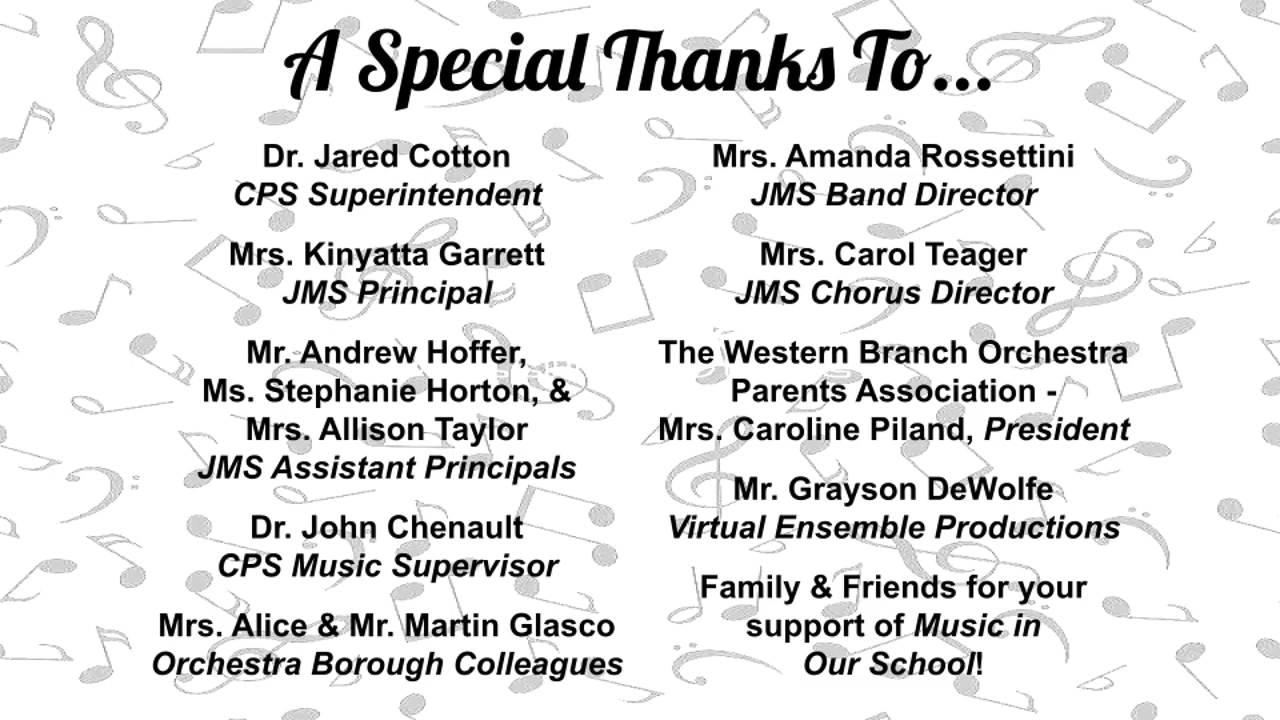 A Special Thanks To...
Dr. Jared Cotton
CPS Superintendent
Mrs. Kinyatta Garrett
JMS Principal
Mr. Andrew Hoffer,
Ms. Stephanie Horton, &
Mrs. Allison Taylor
JMS Assistant Principals
Dr. John Chenault
CPS Music Supervisor
Mrs. Alice & Mr. Martin Glasco
Orchestra Borough Colleagues
Mrs. Amanda Rossettini
JMS Band Director
Mrs. Carol Teager
JMS Chorus Director
The Western Branch Orchestra
Parents Association -
Mrs. Caroline Piland, President
Mr. Grayson DeWolfe
Virtual Ensemble Productions
Family & Friends for your
support of Music in
Our School!